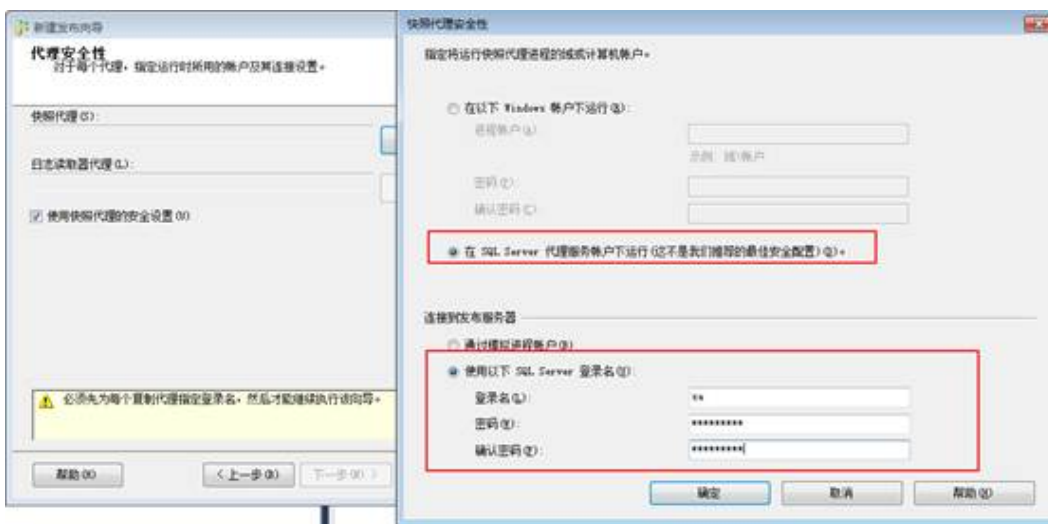 新建发布向导
代理安全性
对于每个代理，指定运行时所用的帐户及其连接设置。
快照代理(S):
日志读取器代理(L):
使用快照代理的安全设置(U)
必须先为每个复制代理指定登录名，然后才能继续执行该向导。
帮助(H)
<上一步(B)
下一步(N) >
快照代理安全性
指定将运行快照代理进程的域或计算机帐户。
在以下 Windows 帐户下运行(R):
进程帐户(A):
示例: 域\帐户
密码(P):
确认密码(C):
在 SQL Server 代理服务帐户下运行(这不是我们推荐的最佳安全配置)(Q)。
连接到发布服务器
通过模拟进程帐户(B)
使用以下 SQL Server 登录名(U):
登录名(L):
密码(W):
*********
确认密码(P):
*********
确定
取消
帮助(H)